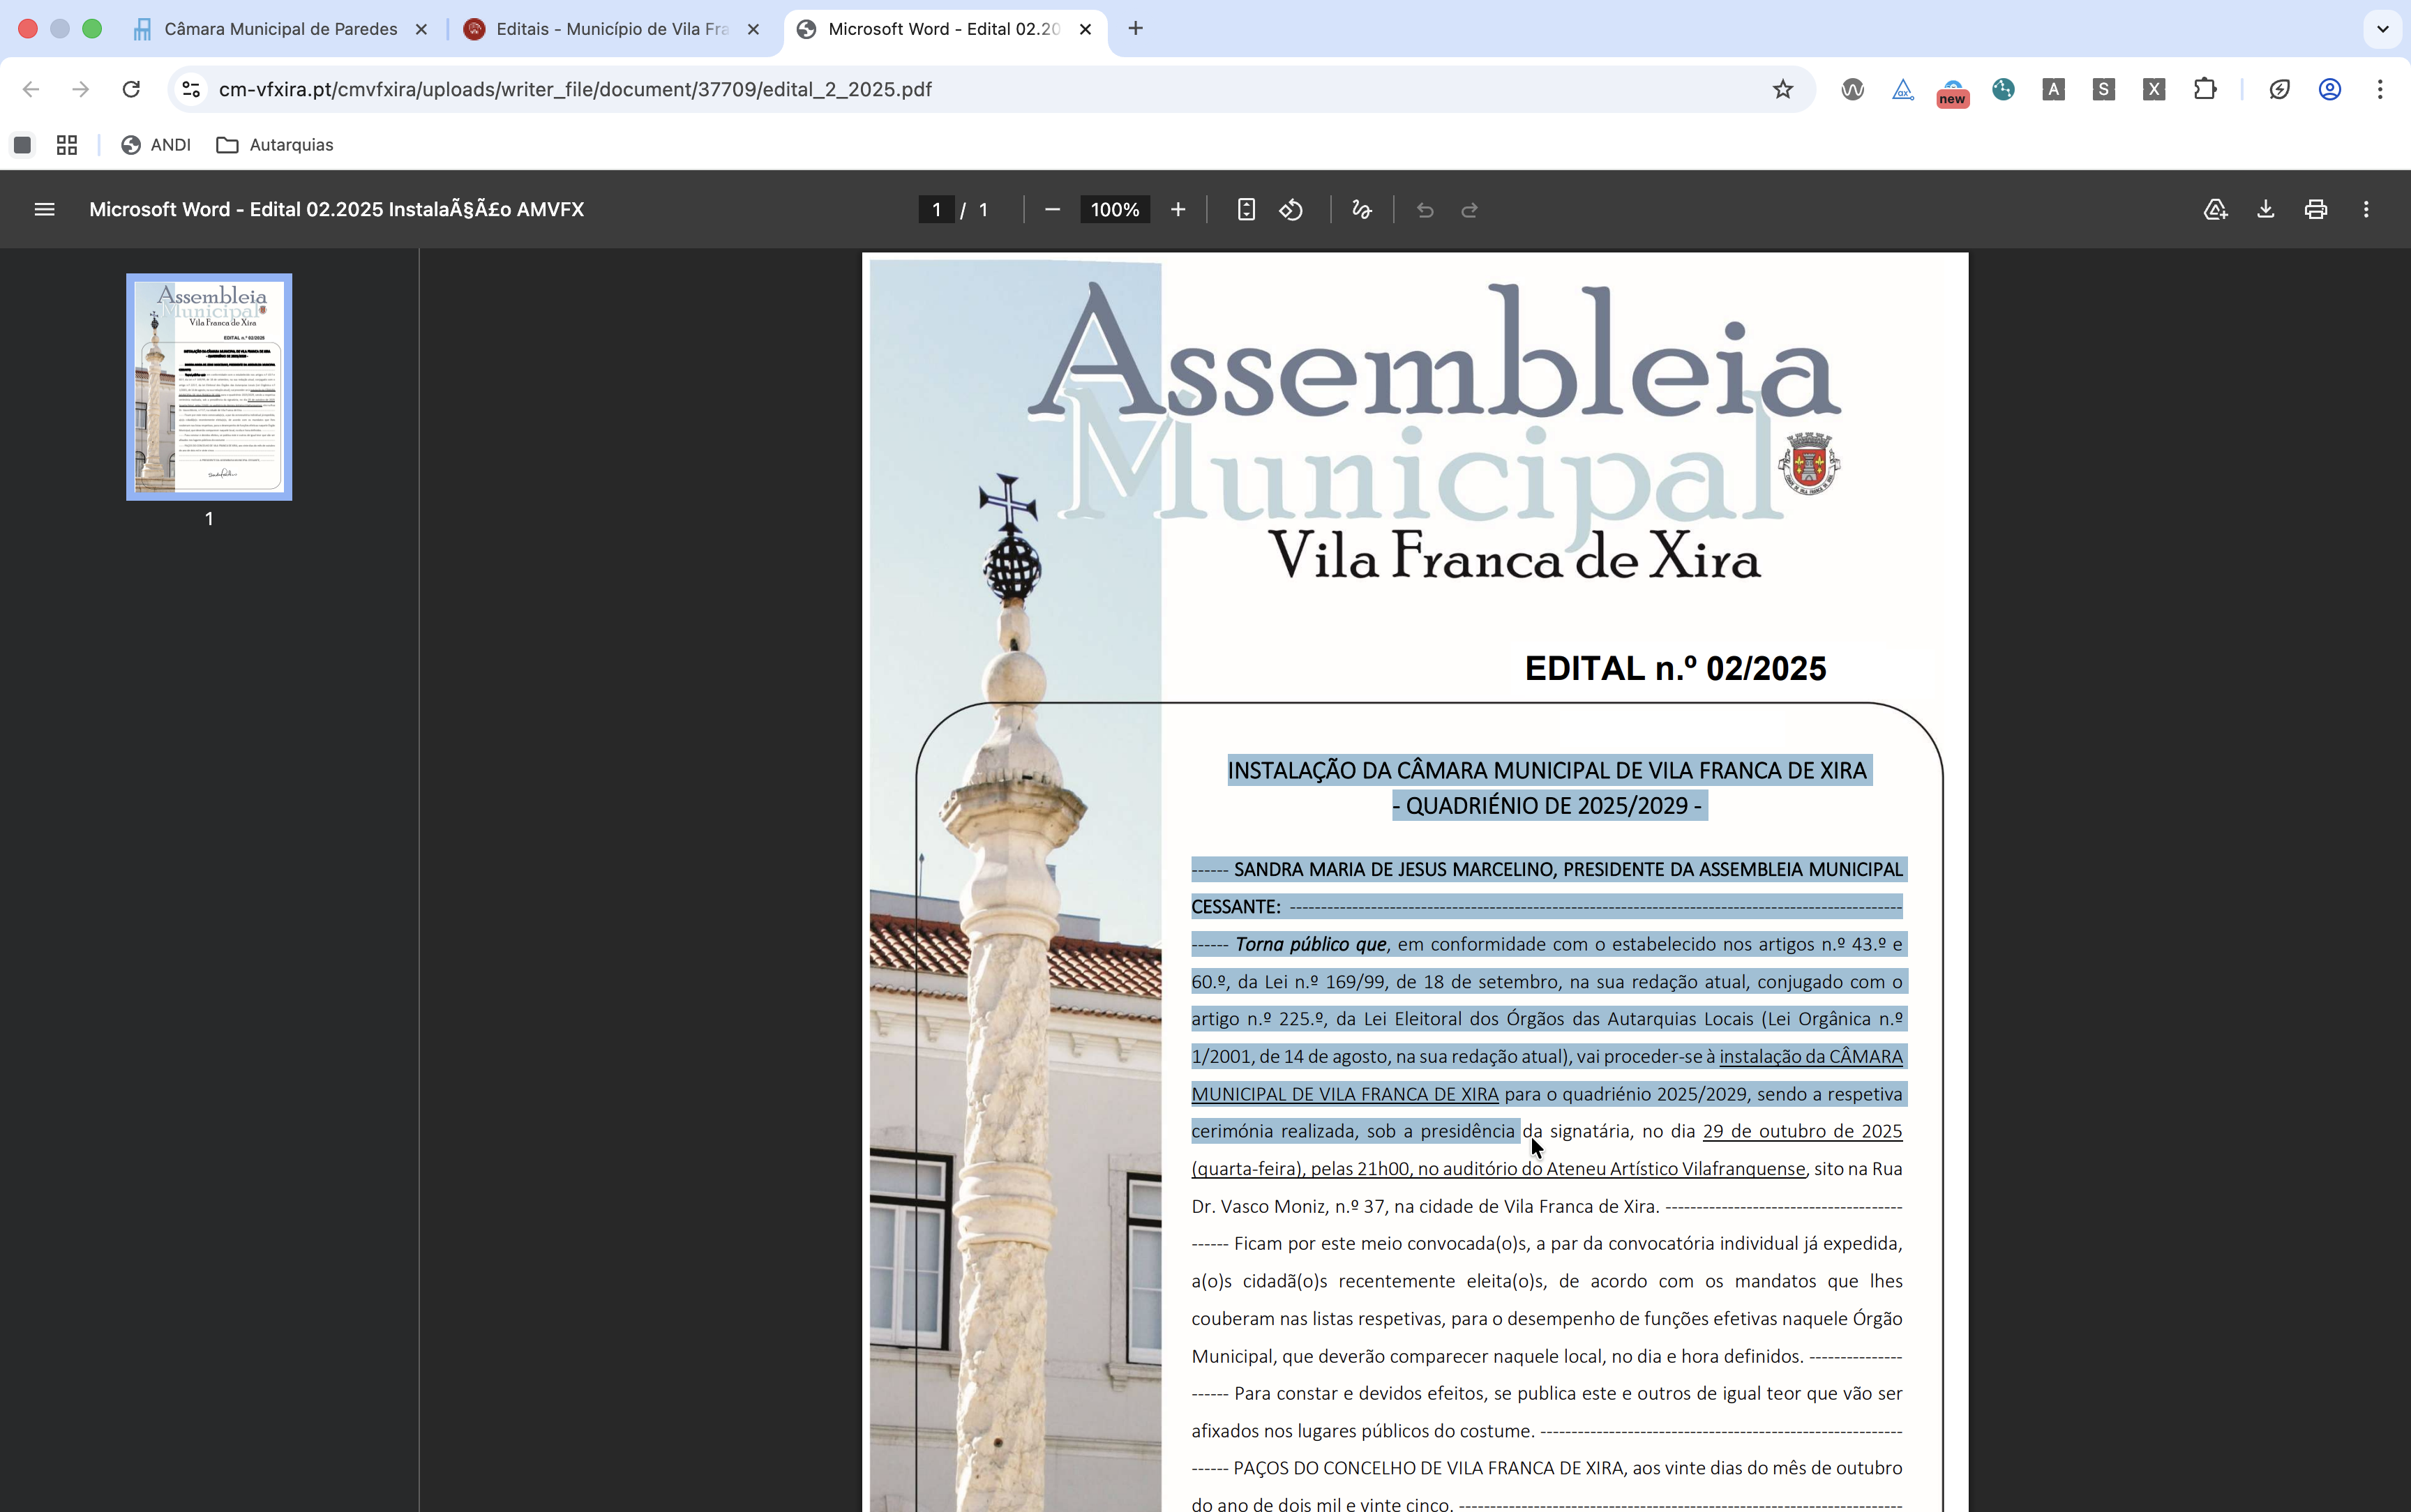 Câmara Municipal de Paredes
Editais - Município de Vila Fra
Microsoft Word - Edital 02.20
cm-vfxira.pt/cmvfxira/uploads/writer_file/document/37709/edital_2_2025.pdf
ax
new
A
S
X
ANDI
Autarquias
Microsoft Word - Edital 02.2025 InstalaÃ§Ã£o AMVFX
1 / 1
100%
1
Assembleia
Municipal
Vila Franca de Xira
EDITAL n.º 02/2025
INSTALAÇÃO DA CÂMARA MUNICIPAL DE VILA FRANCA DE XIRA
- QUADRIÉNIO DE 2025/2029 -
------ SANDRA MARIA DE JESUS MARCELINO, PRESIDENTE DA ASSEMBLEIA MUNICIPAL
CESSANTE: --------------------------------------------------------------------------------------------------
------ Torna público que, em conformidade com o estabelecido nos artigos n.º 43.º e
60.º, da Lei n.º 169/99, de 18 de setembro, na sua redação atual, conjugado com o
artigo n.º 225.º, da Lei Eleitoral dos Órgãos das Autarquias Locais (Lei Orgânica n.º
1/2001, de 14 de agosto, na sua redação atual), vai proceder-se à instalação da CÂMARA
MUNICIPAL DE VILA FRANCA DE XIRA para o quadriénio 2025/2029, sendo a respetiva
cerimónia realizada, sob a presidência da signatária, no dia 29 de outubro de 2025
(quarta-feira), pelas 21h00, no auditório do Ateneu Artístico Vilafranquense, sito na Rua
Dr. Vasco Moniz, n.º 37, na cidade de Vila Franca de Xira. --------------------------------------
------ Ficam por este meio convocada(o)s, a par da convocatória individual já expedida,
a(o)s cidadã(o)s recentemente eleita(o)s, de acordo com os mandatos que lhes
couberam nas listas respetivas, para o desempenho de funções efetivas naquele Órgão
Municipal, que deverão comparecer naquele local, no dia e hora definidos. ---------------
------ Para constar e devidos efeitos, se publica este e outros de igual teor que vão ser
afixados nos lugares públicos do costume. ----------------------------------------------------------
------ PAÇOS DO CONCELHO DE VILA FRANCA DE XIRA, aos vinte dias do mês de outubro
do ano de dois mil e vinte cinco. -----------------------------------------------------------------------